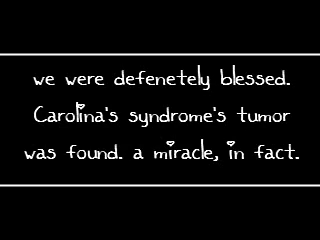 we were defenetely blessed.
Carolina's syndrome's tumor
was found. a miracle, in fact.